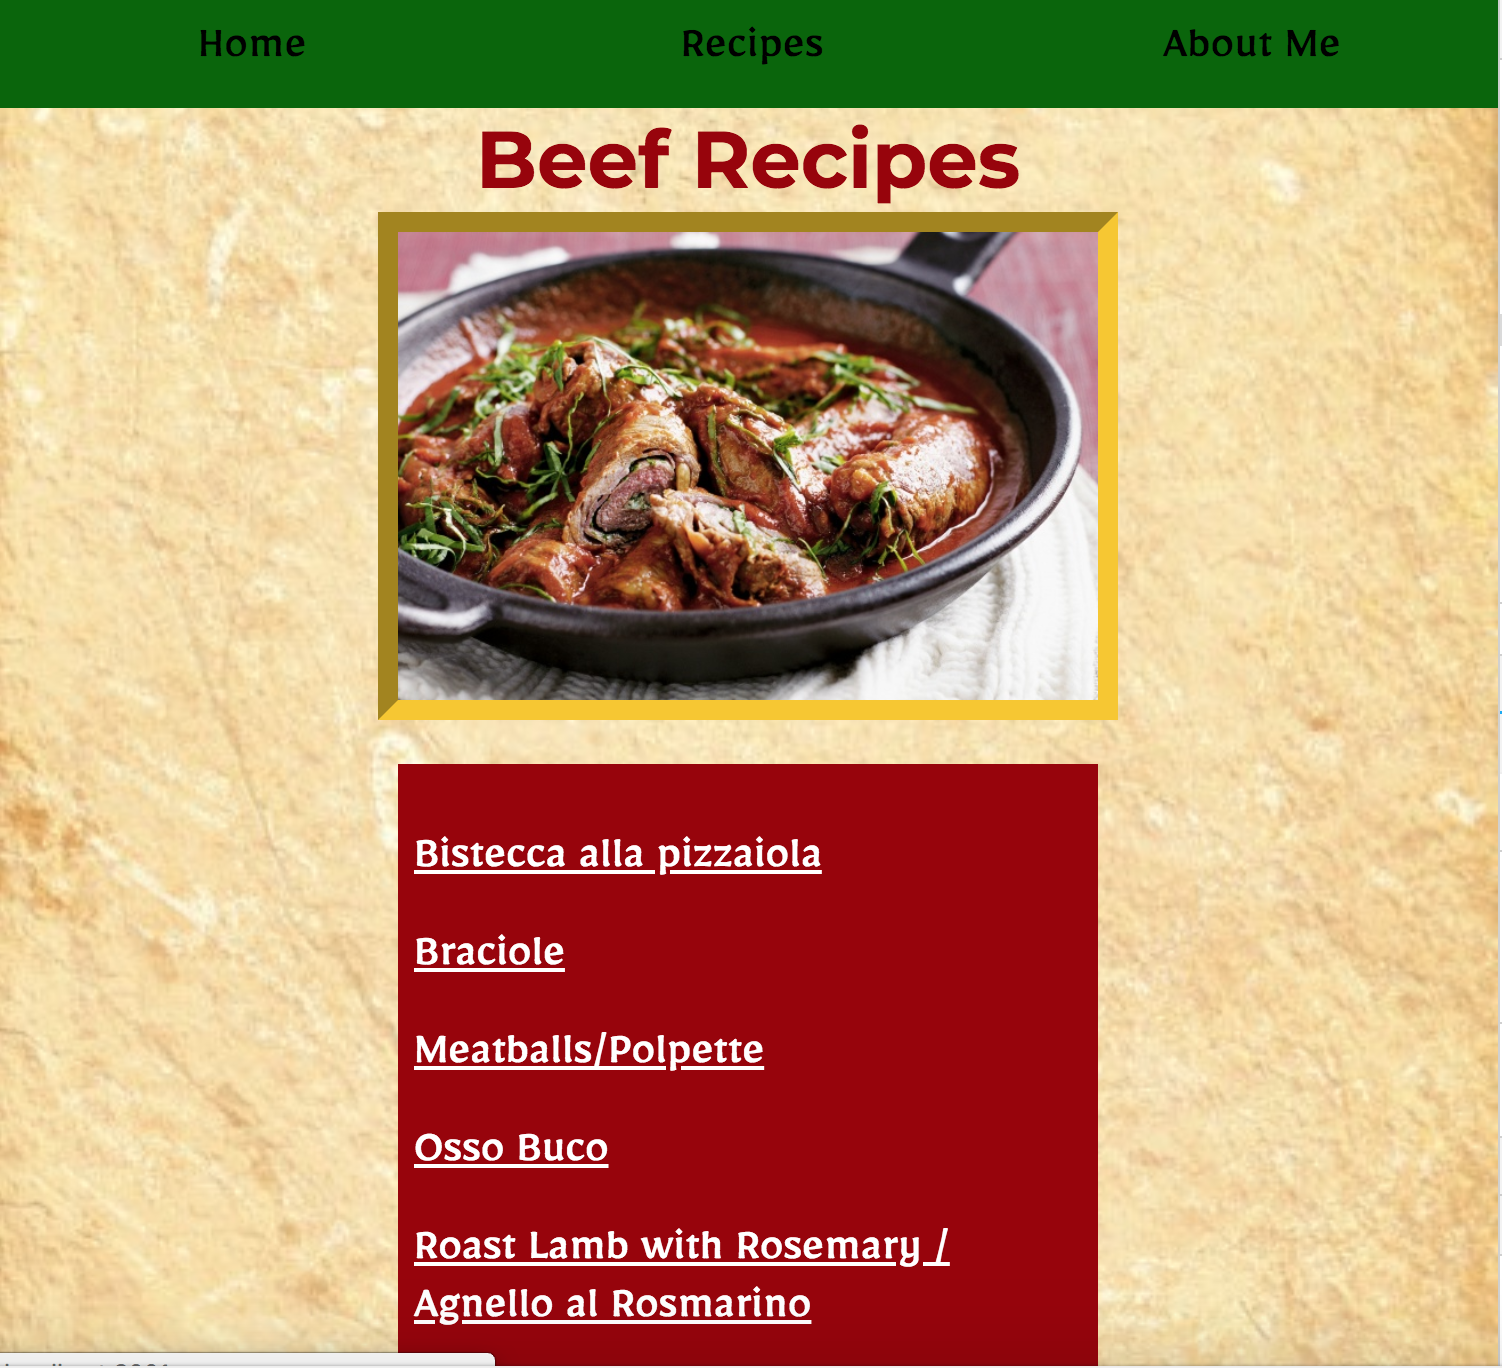 Home Recipes About Me
Beef Recipes
Bistecca alla pizzaiola
Braciole
Meatballs/Polpette
Osso Buco
Roast Lamb with Rosemary /
Agnello al Rosmarino